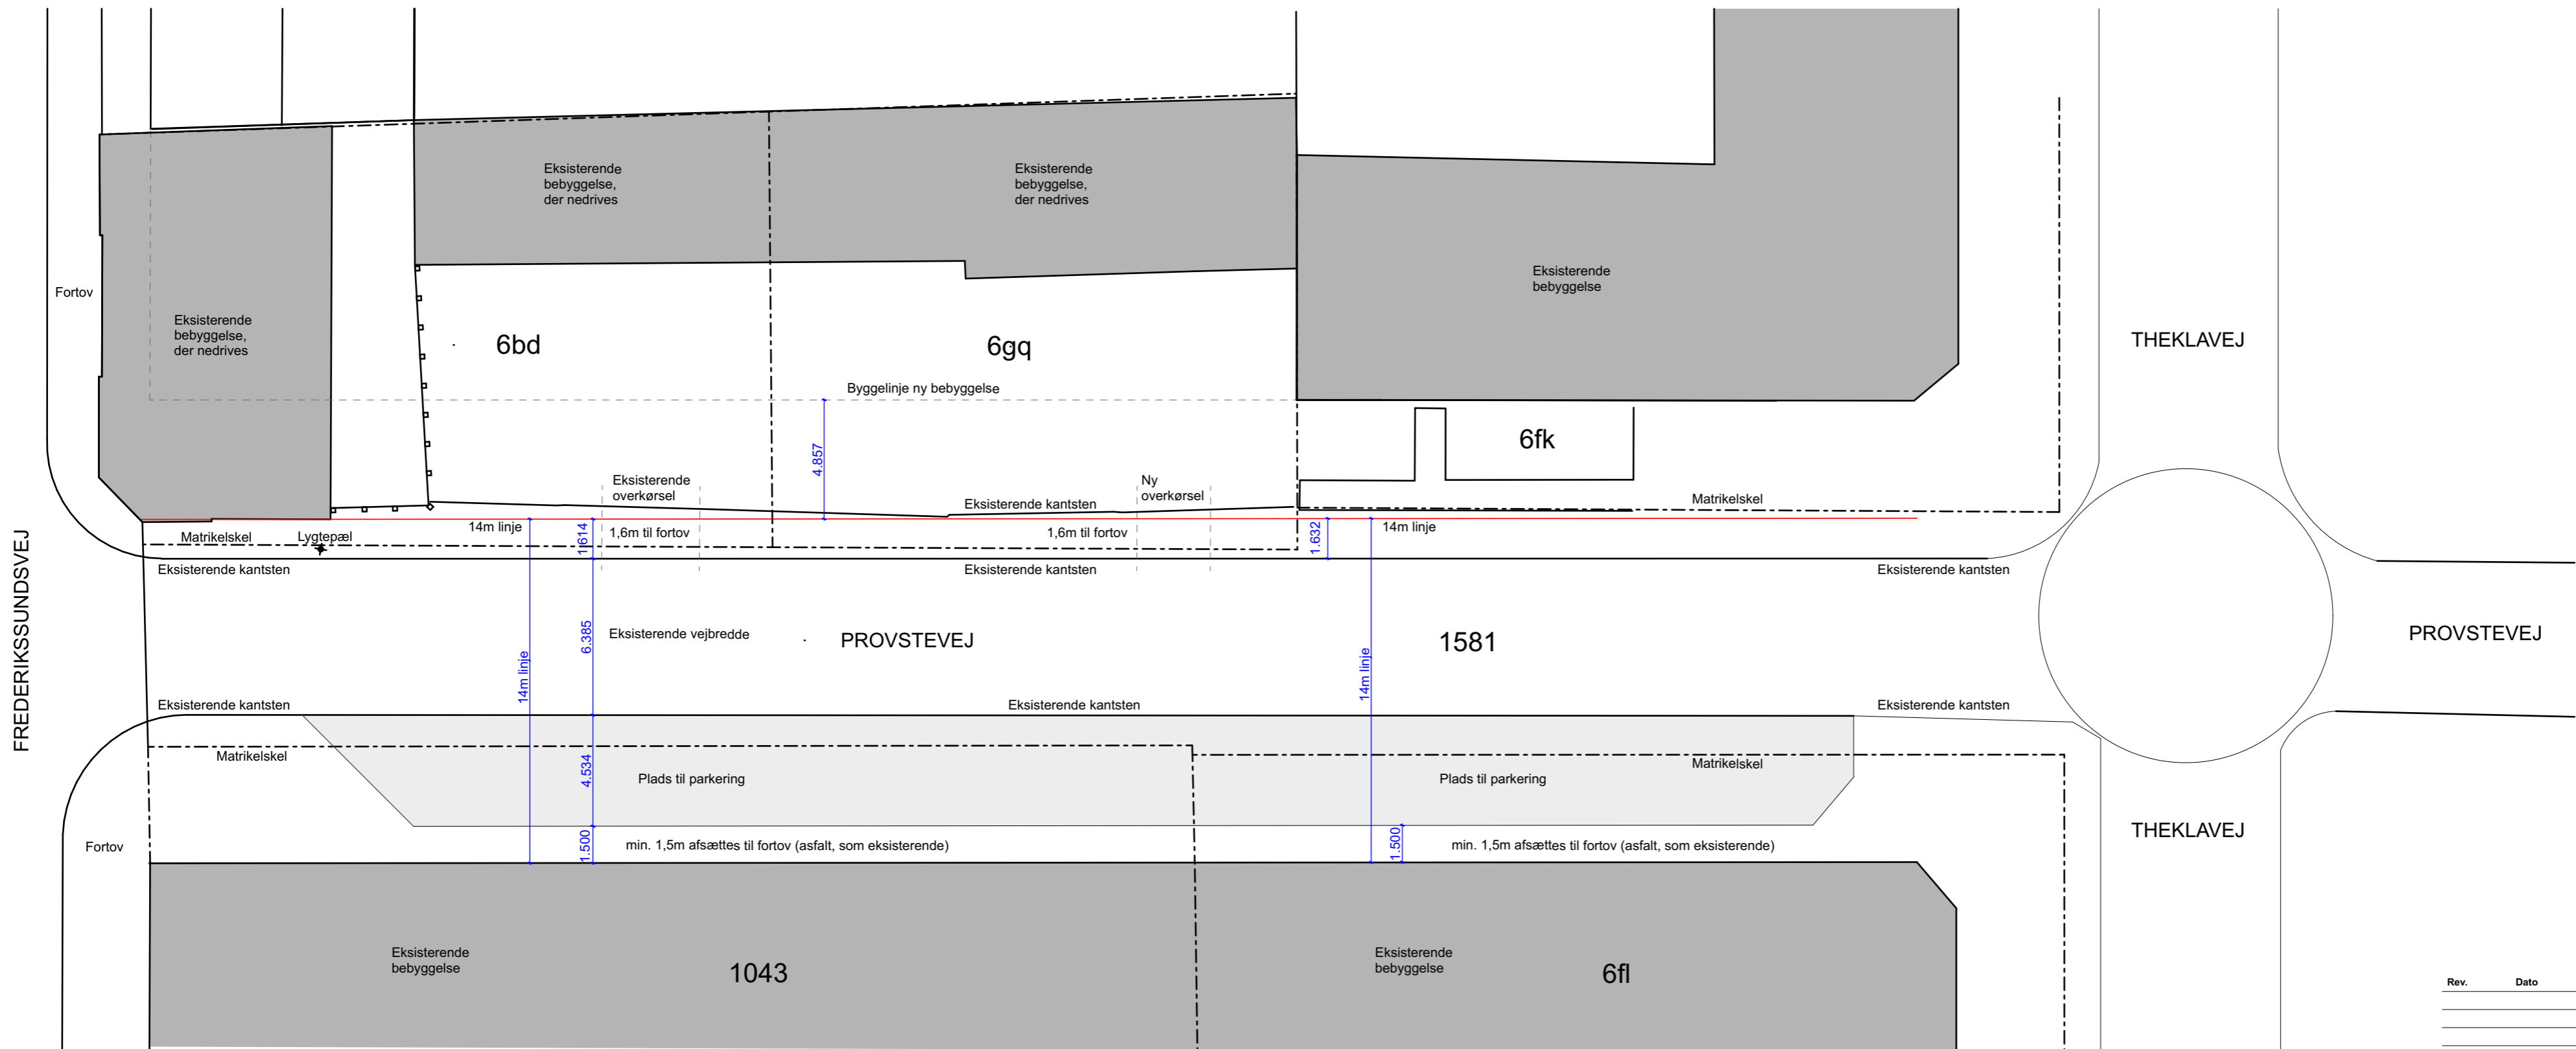 Eksisterende
bebyggelse,
der nedrives
Eksisterende
bebyggelse,
der nedrives
Fortov
Eksisterende
bebyggelse,
der nedrives
Eksisterende
bebyggelse
6bd
6gq
THEKLAVEJ
Byggelinje ny bebyggelse
4.857
6fk
Eksisterende
overkørsel
Ny
overkørsel
Eksisterende kantsten
Matrikelskel
14m linje
14m linje
Matrikelskel
Lygtepæl
1.614
1,6m til fortov
1,6m til fortov
1.632
Eksisterende kantsten
Eksisterende kantsten
Eksisterende kantsten
FREDERIKSSUNDSVEJ
6.385
Eksisterende vejbredde
PROVSTEVEJ
1581
PROVSTEVEJ
14m linje
14m linje
Eksisterende kantsten
Eksisterende kantsten
Eksisterende kantsten
Matrikelskel
Matrikelskel
4.534
Plads til parkering
Plads til parkering
THEKLAVEJ
Fortov
1.500
min. 1,5m afsættes til fortov (asfalt, som eksisterende)
1.500
min. 1,5m afsættes til fortov (asfalt, som eksisterende)
Eksisterende
bebyggelse
1043
Eksisterende
bebyggelse
6fl
Rev. Dato